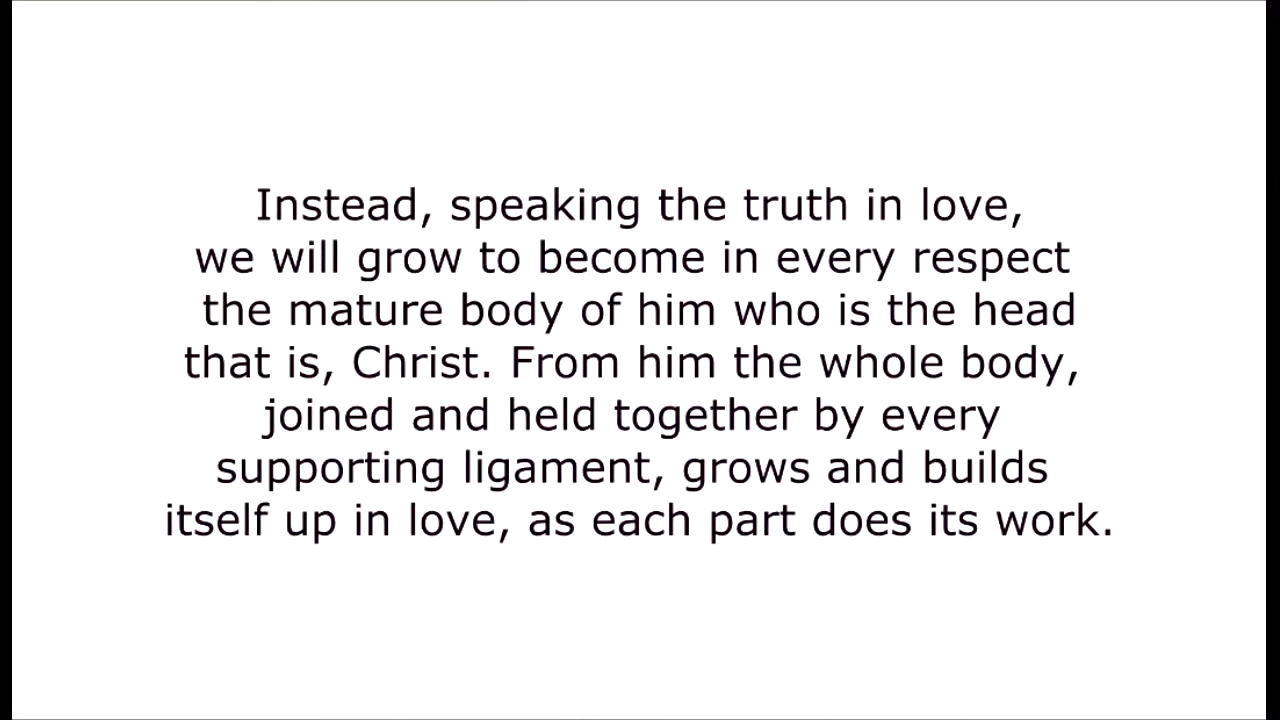 Instead, speaking the truth in love,
we will grow to become in every respect
the mature body of him who is the head
that is, Christ. From him the whole body,
joined and held together by every
supporting ligament, grows and builds
itself up in love, as each part does its work.